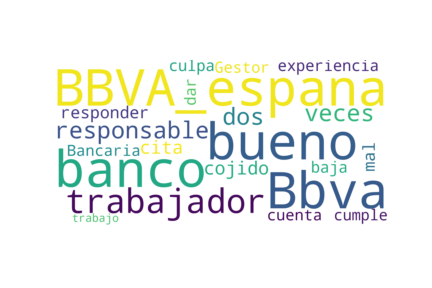 culpa Gestor experiencia
BBVA_espana
dar
responder dos veces
responsable bueno
Bancaria cita mal
banco cojido baja Bbva
trabajador
cuenta cumple
trabajo